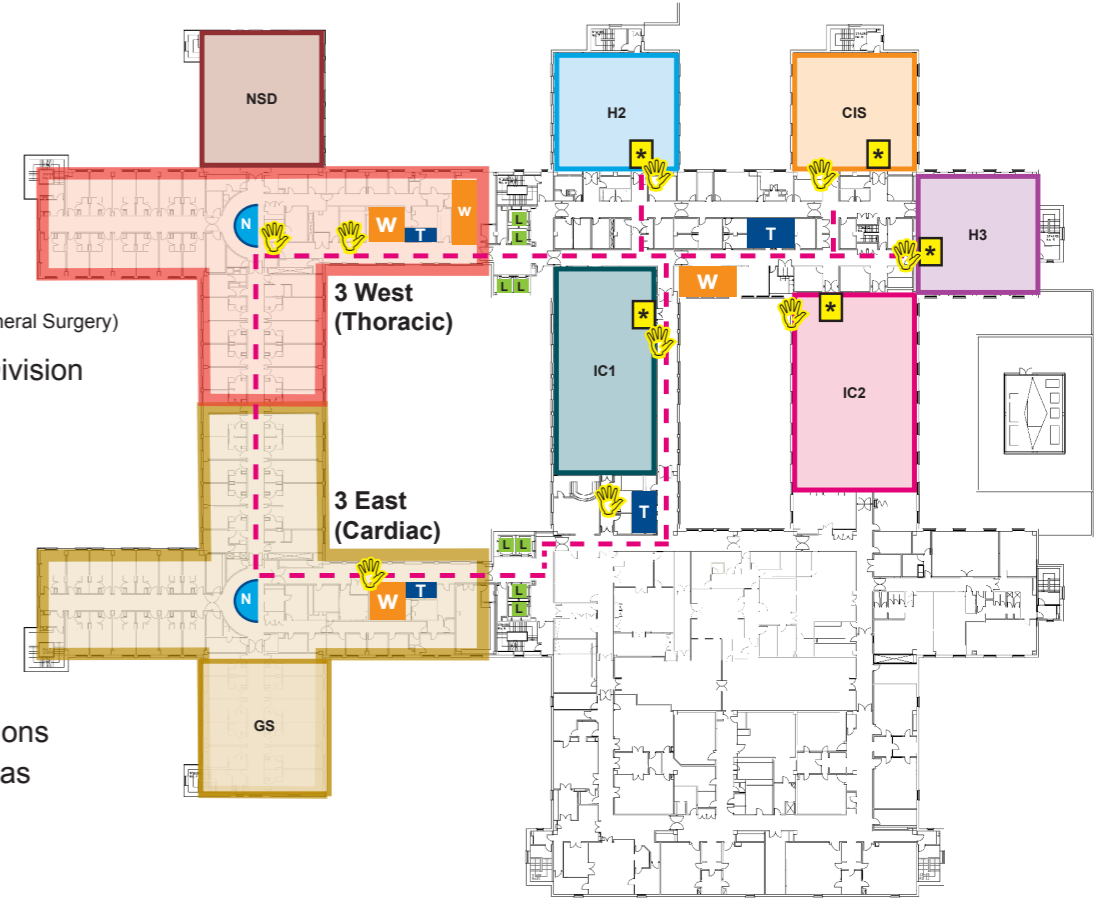 NSD
H2
CIS
N
W
T
W
L
L
L L
T
W
H3
*
*
*
*
*
3 West
(Thoracic)
neral Surgery)
ivision
IC1
IC2
3 East
(Cardiac)
T
L L
L
L
N
W
T
GS
ons
as